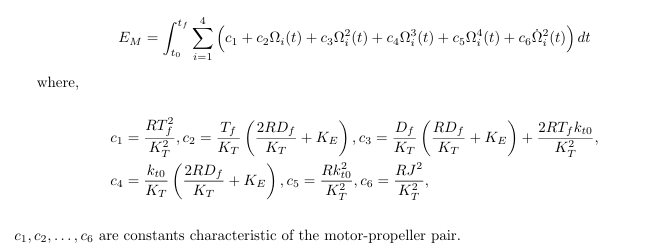 $E_M = \int_{t_0}^{t_f} \sum_{i=1}^{4} \left( c_1 + c_2\Omega_i(t) + c_3\Omega_i^2(t) + c_4\Omega_i^3(t) + c_5\Omega_i^4(t) + c_6\dot{\Omega}_i^2(t) \right) dt$
where,
$c_1 = \frac{RT_f^2}{K_T^2}, c_2 = \frac{T_f}{K_T} \left( \frac{2RD_f}{K_T} + K_E \right), c_3 = \frac{D_f}{K_T} \left( \frac{RD_f}{K_T} + K_E \right) + \frac{2RT_f k_{t0}}{K_T^2},$
$c_4 = \frac{k_{t0}}{K_T} \left( \frac{2RD_f}{K_T} + K_E \right), c_5 = \frac{Rk_{t0}^2}{K_T^2}, c_6 = \frac{RJ^2}{K_T^2},$
$c_1, c_2, \ldots, c_6$ are constants characteristic of the motor-propeller pair.